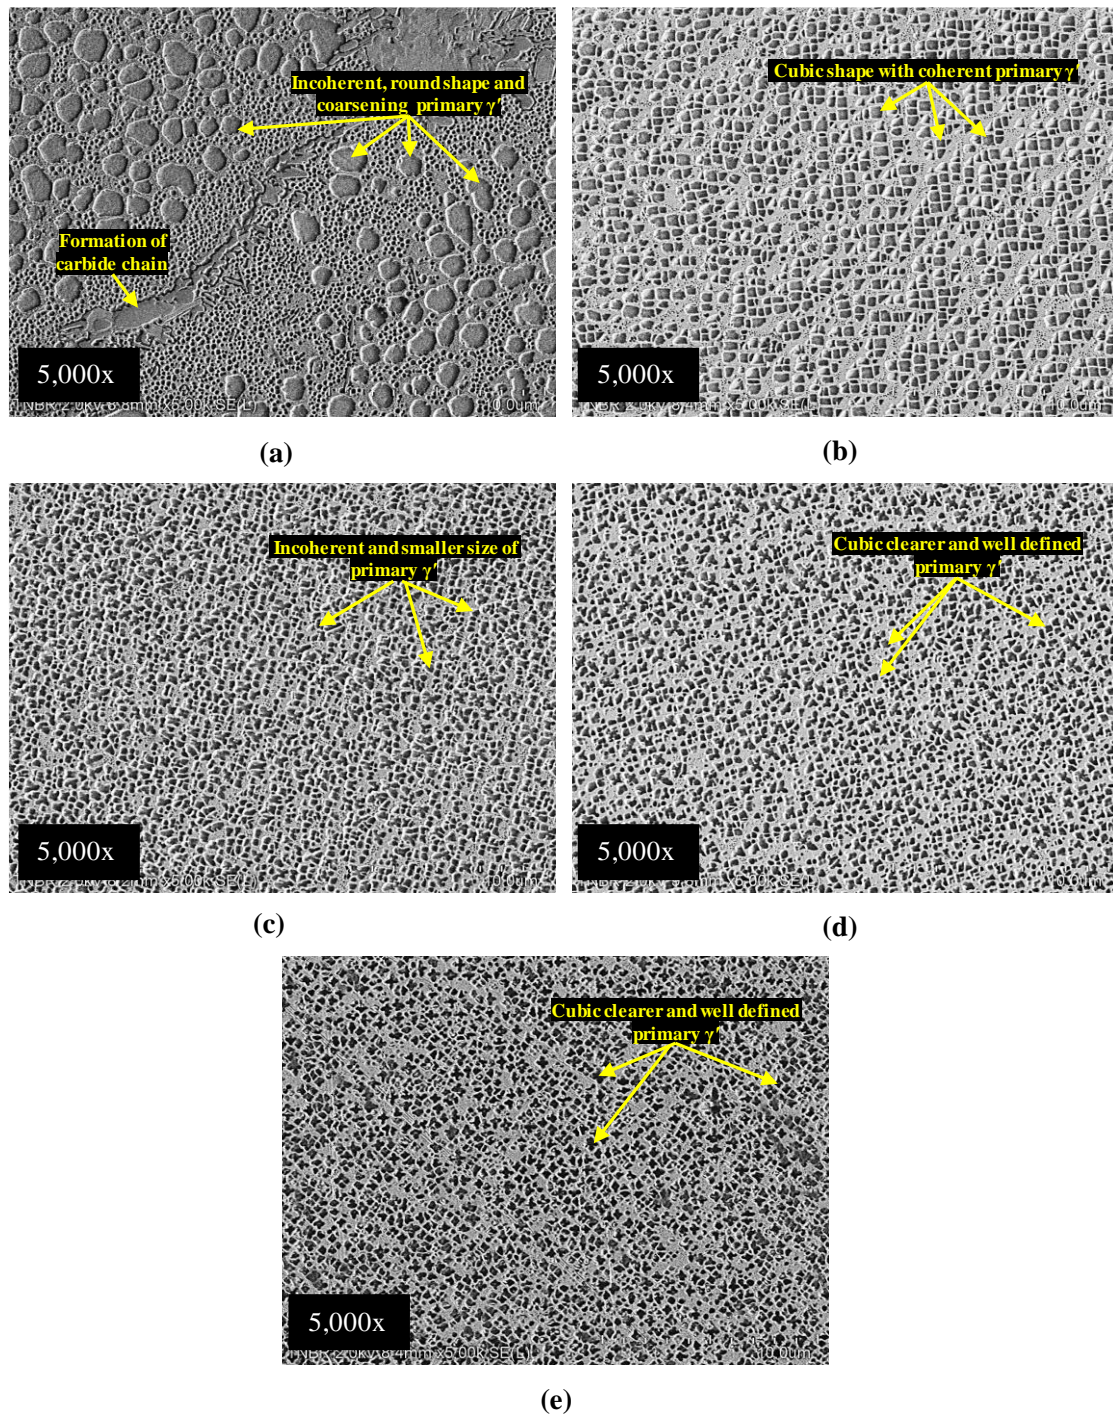 Incoherent, round shape and
coarsening primary γ′
Formation of
carbide chain
5,000x
(a)
Cubic shape with coherent primary γ′
5,000x
(b)
Incoherent and smaller size of
primary γ′
5,000x
(c)
Cubic clearer and well defined
primary γ′
5,000x
(d)
Cubic clearer and well defined
primary γ′
5,000x
(e)